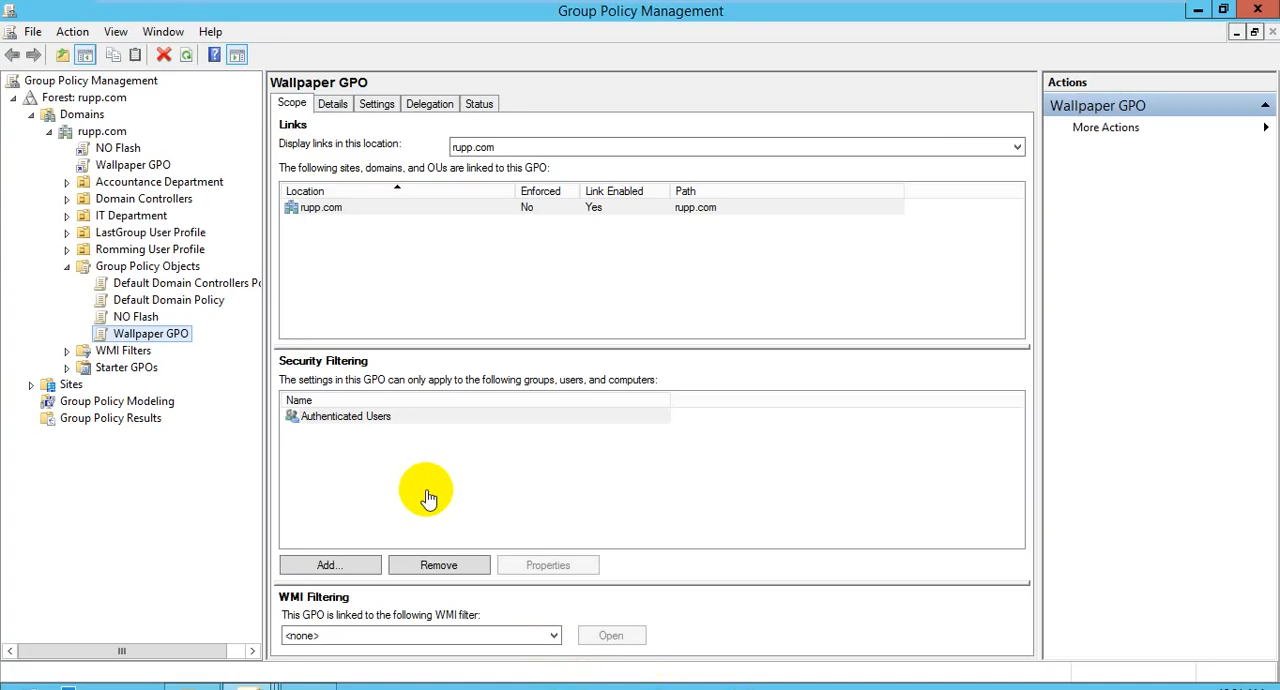 Group Policy Management
File Action View Window Help
Group Policy Management
Forest: rupp.com
Domains
rupp.com
NO Flash
Wallpaper GPO
Accountance Department
Domain Controllers
IT Department
LastGroup User Profile
Romming User Profile
Group Policy Objects
Default Domain Controllers Po
Default Domain Policy
NO Flash
Wallpaper GPO
WMI Filters
Starter GPOs
Sites
Group Policy Modeling
Group Policy Results
Wallpaper GPO
Scope Details Settings Delegation Status
Links
Display links in this location: rupp.com
The following sites, domains, and OUs are linked to this GPO:
Location Enforced Link Enabled Path
rupp.com No Yes rupp.com
Security Filtering
The settings in this GPO can only apply to the following groups, users, and computers:
Name
Authenticated Users
Add... Remove Properties
WMI Filtering
This GPO is linked to the following WMI filter:
<none> Open
Actions
Wallpaper GPO
More Actions